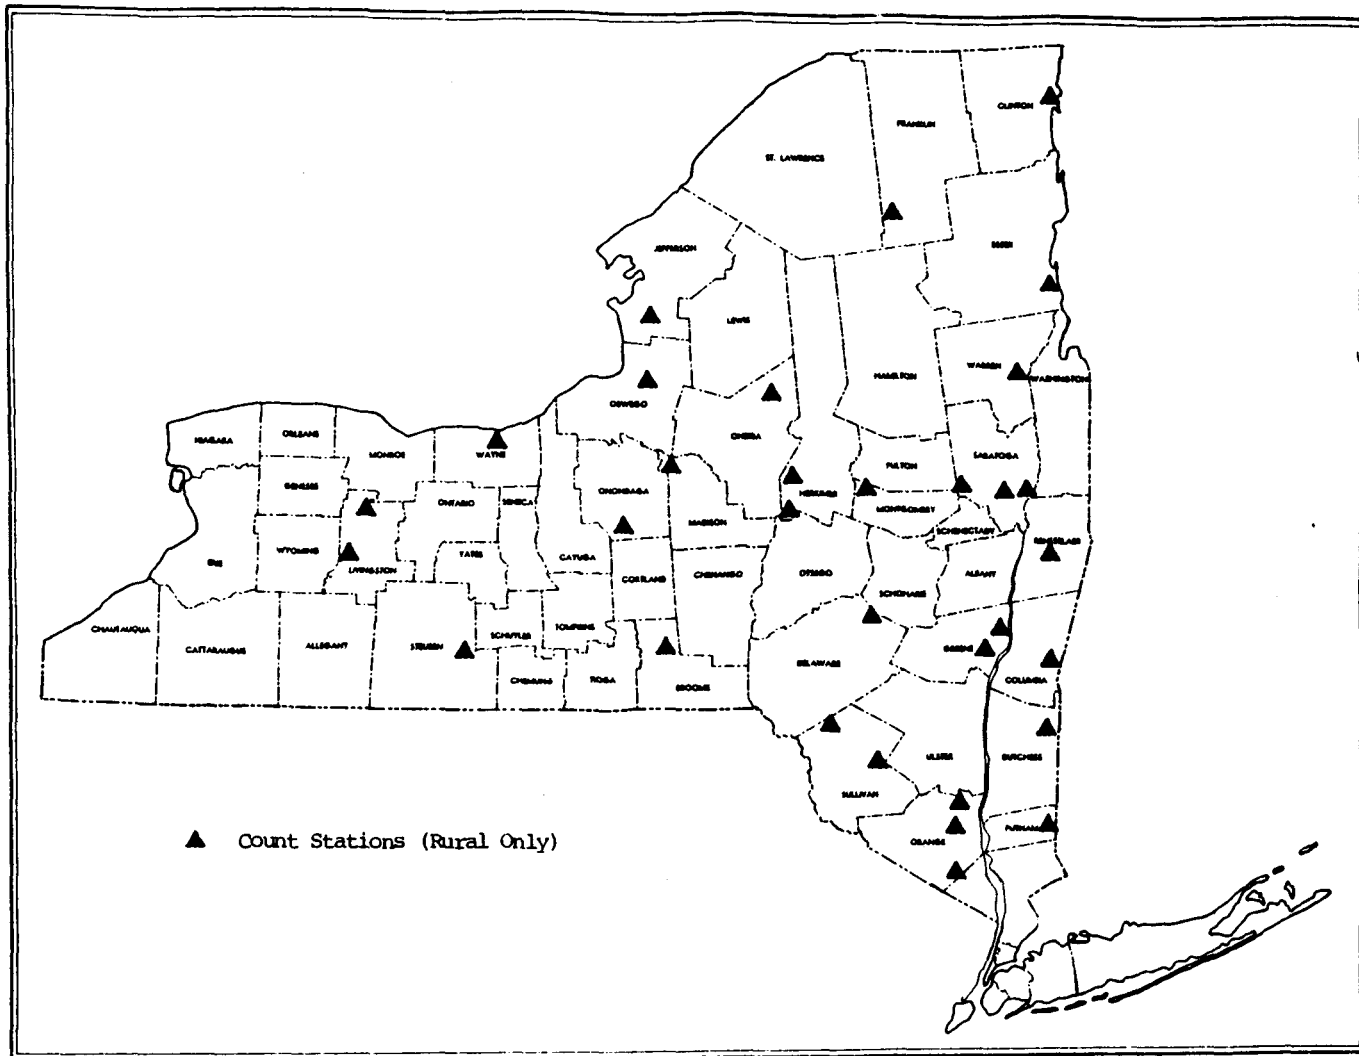 CLINTON
FRANKLIN
ST. LAWRENCE
ESSEX
JEFFERSON
LEWIS
HAMILTON
WARREN
WASHINGTON
OSWEGO
ONEIDA
NIAGARA
ORLEANS
MONROE
WAYNE
SARATOGA
FULTON
GENESEE
ONTARIO
SENECA
ONONDAGA
HERKIMER
MONTGOMERY
MADISON
SCHENECTADY
RENSSELAER
ERIE
WYOMING
LIVINGSTON
YATES
CAYUGA
CORTLAND
CHENANGO
OTSEGO
ALBANY
SCHOHARIE
CHAUTAUQUA
CATTARAUGUS
ALLEGANY
STEUBEN
SCHUYLER
TOMPKINS
GREENE
DELAWARE
COLUMBIA
CHEMUNG
TIOGA
BROOME
ULSTER
DUTCHESS
SULLIVAN
PUTNAM
ORANGE
Count Stations (Rural Only)